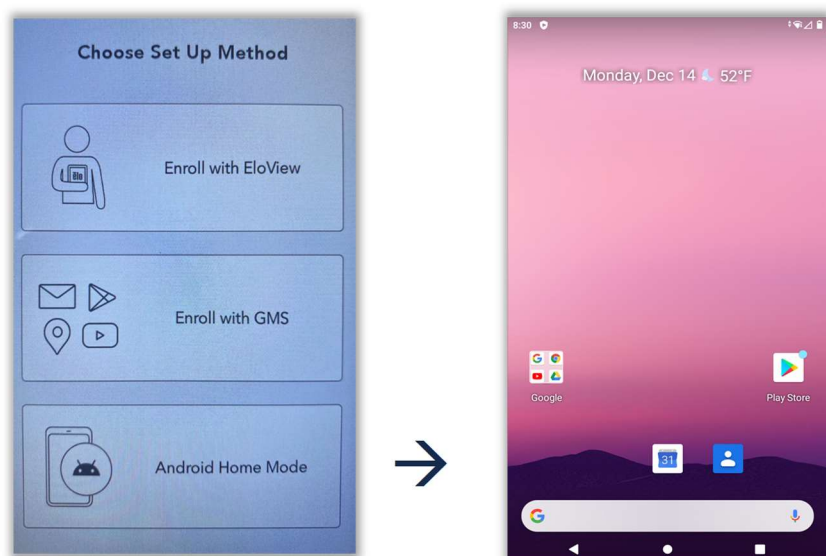 Choose Set Up Method
Elo
Enroll with EloView
Enroll with GMS
Android Home Mode
8:30
Monday, Dec 14 52°F
Google
Play Store
31